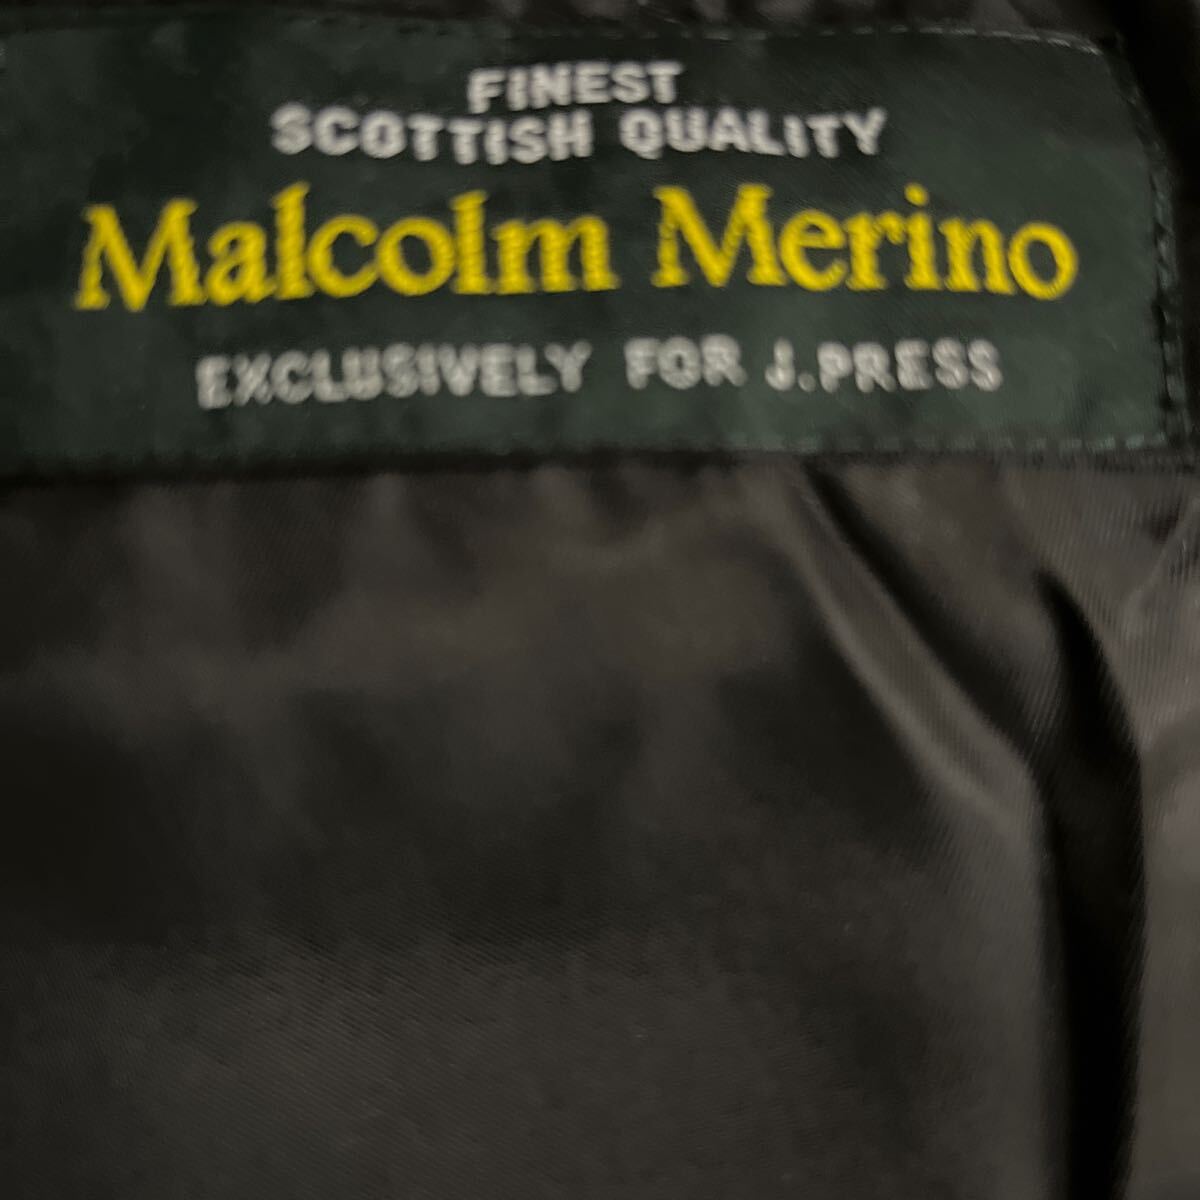 FINEST
SCOTTISH QUALITY
Malcolm Merino
EXCLUSIVELY FOR J.PRESS